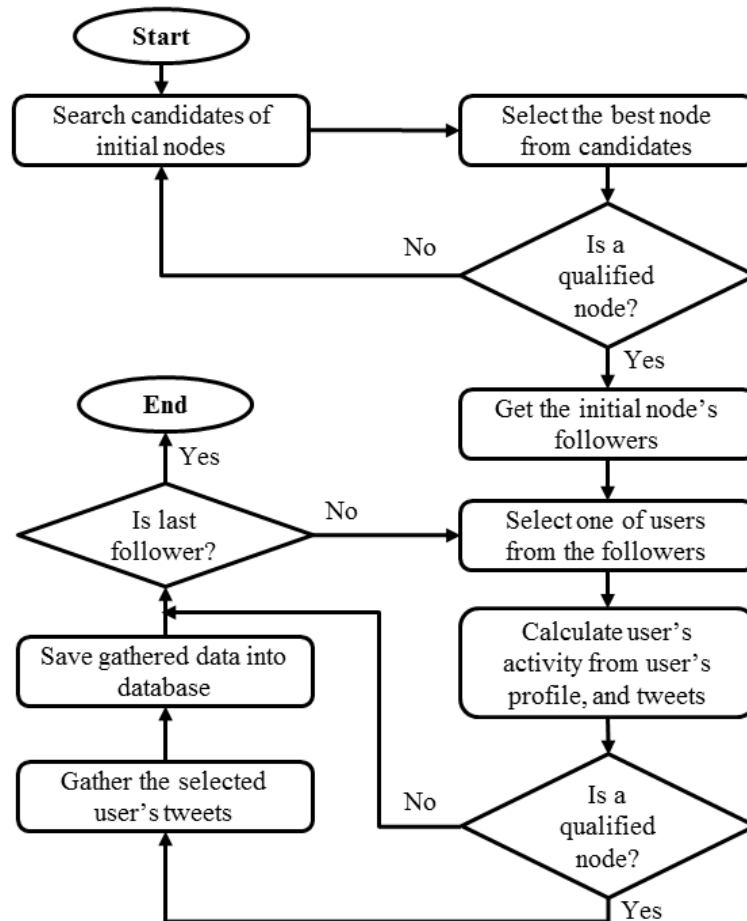 Start
Search candidates of
initial nodes
Select the best node
from candidates
No
Is a
qualified
node?
Yes
Get the initial node's
followers
End
Yes
Is last
follower?
No
Select one of users
from the followers
Calculate user's
activity from user's
profile, and tweets
Save gathered data into
database
Gather the selected
user's tweets
No
Is a
qualified
node?
Yes